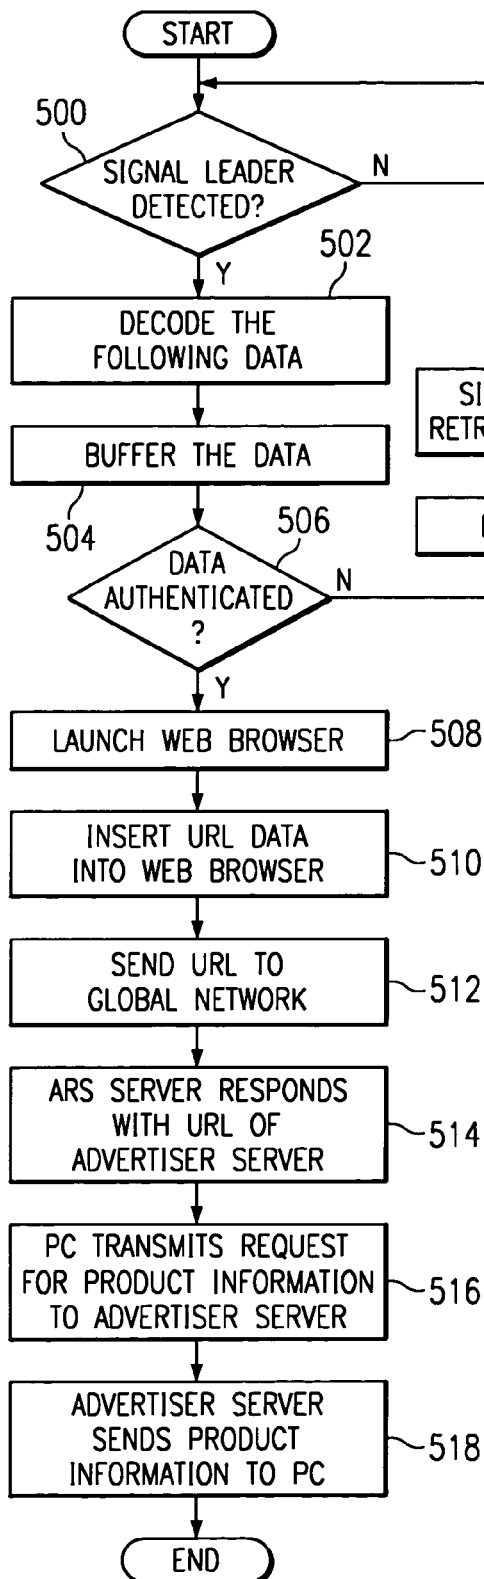 START
500
SIGNAL LEADER
DETECTED?
N
Y
502
DECODE THE
FOLLOWING DATA
BUFFER THE DATA
504
506
DATA
AUTHENTICATED
?
N
Y
LAUNCH WEB BROWSER
508
INSERT URL DATA
INTO WEB BROWSER
510
SEND URL TO
GLOBAL NETWORK
512
ARS SERVER RESPONDS
WITH URL OF
ADVERTISER SERVER
514
PC TRANSMITS REQUEST
FOR PRODUCT INFORMATION
TO ADVERTISER SERVER
516
ADVERTISER SERVER
SENDS PRODUCT
INFORMATION TO PC
518
END